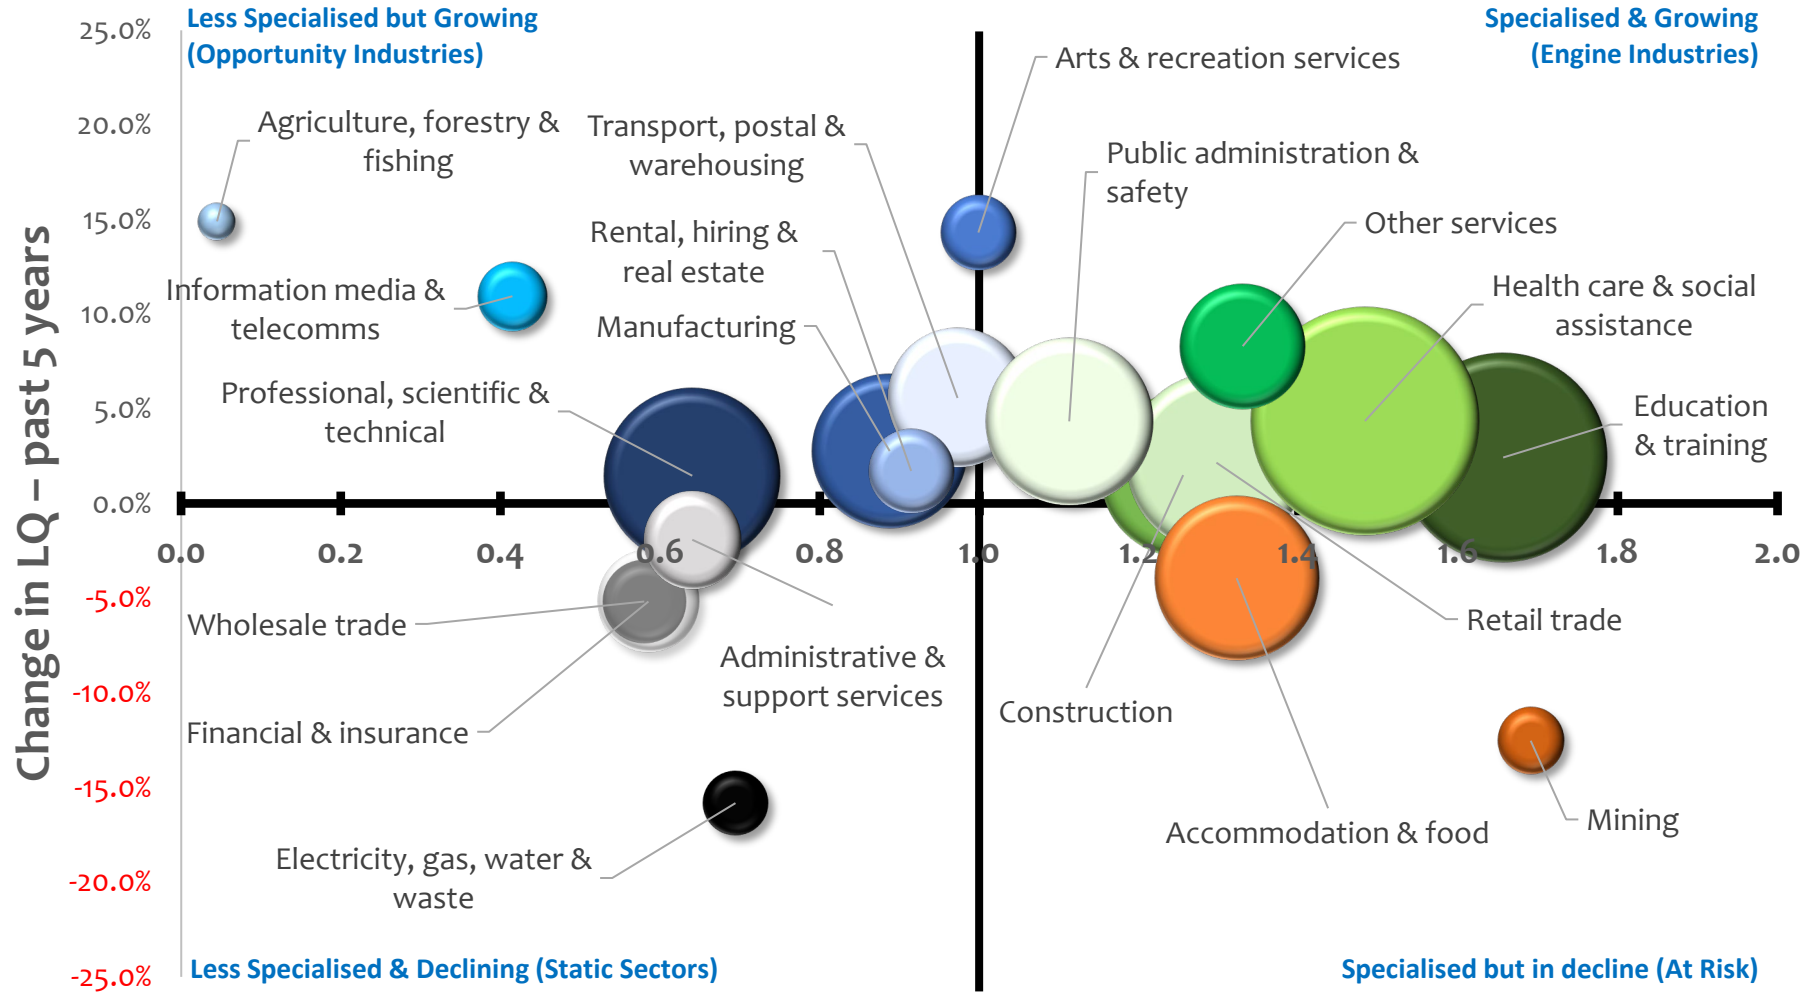 Less Specialised but Growing
(Opportunity Industries)
Specialised & Growing
(Engine Industries)
Change in LQ – past 5 years
25.0%
20.0%
15.0%
10.0%
5.0%
0.0%
-5.0%
-10.0%
-15.0%
-20.0%
-25.0%
Arts & recreation services
Agriculture, forestry &
fishing
Transport, postal &
warehousing
Public administration &
safety
Rental, hiring &
real estate
Other services
Information media &
telecomms
Manufacturing
Health care & social
assistance
Professional, scientific &
technical
Education
& training
0.0
0.2
0.4
0.6
0.8
1.0
1.2
1.4
1.6
1.8
2.0
Wholesale trade
Retail trade
Administrative &
support services
Financial & insurance
Construction
Accommodation & food
Mining
Electricity, gas, water &
waste
Less Specialised & Declining (Static Sectors)
Specialised but in decline (At Risk)